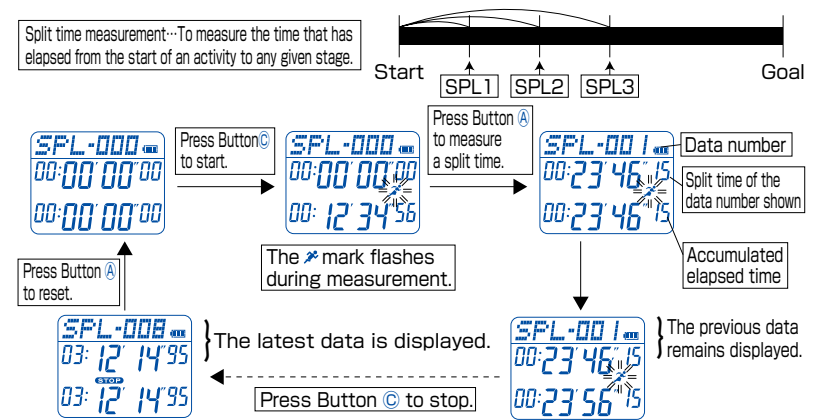 Split time measurement…To measure the time that has
elapsed from the start of an activity to any given stage.
Start
SPL1
SPL2
SPL3
Goal
SPL-000
00:00'00"00
00:00'00"00
Press Button Ⓒ
to start.
SPL-000
00:00'00"00
00:12'34"56
The mark flashes
during measurement.
Press Button Ⓐ
to measure
a split time.
SPL-001
00:23'46"15
00:23'46"15
Data number
Split time of the
data number shown
Accumulated
elapsed time
SPL-001
00:23'46"15
00:23'56"15
The previous data
remains displayed.
Press Button Ⓒ to stop.
SPL-008
03:12'14"95
STOP
03:12'14"95
The latest data is displayed.
Press Button Ⓐ
to reset.